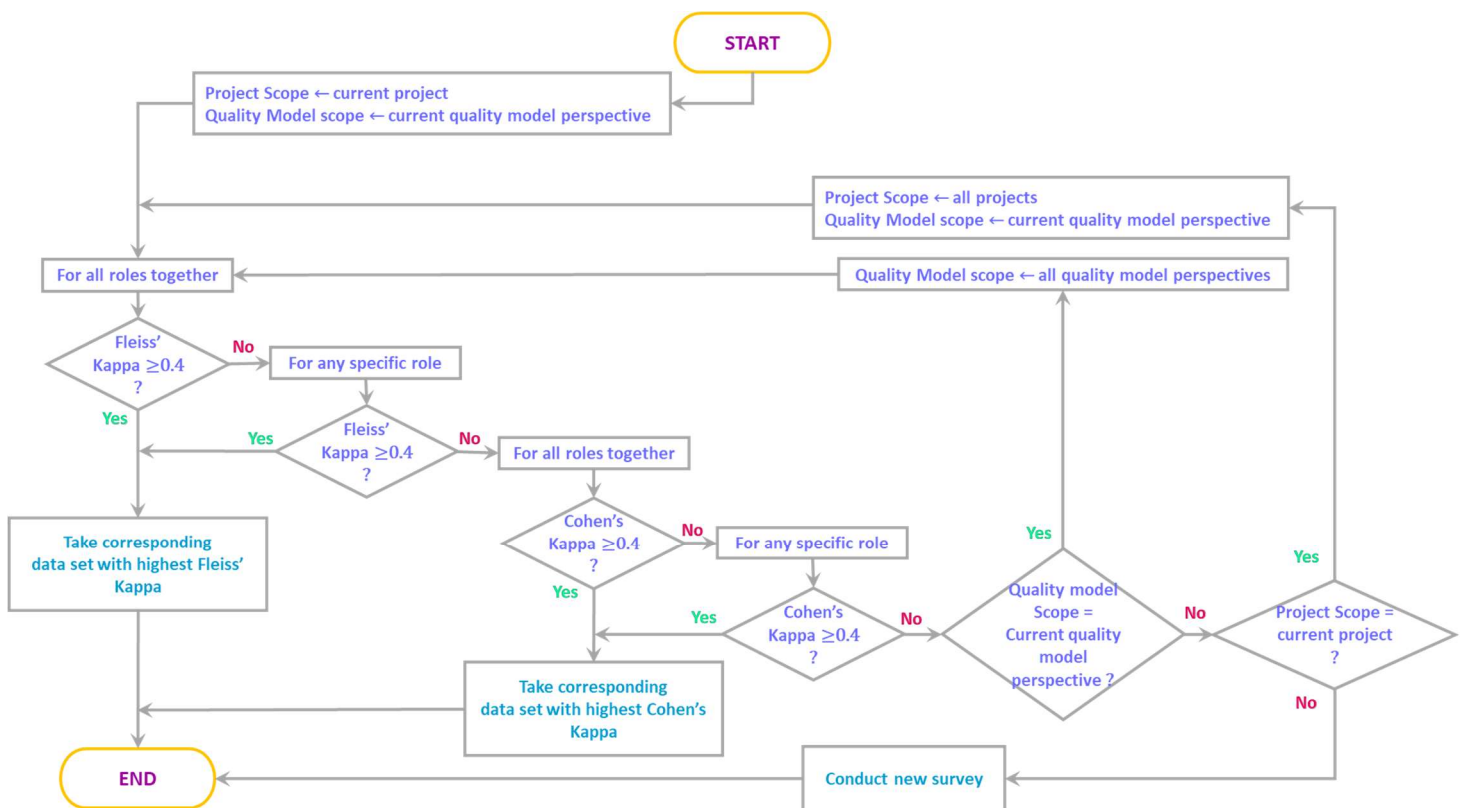 START
Project Scope ← current project
Quality Model scope ← current quality model perspective
Project Scope ← all projects
Quality Model scope ← current quality model perspective
For all roles together
Quality Model scope ← all quality model perspectives
Fleiss'
Kappa ≥0.4
?
No
For any specific role
Yes
Fleiss'
Kappa ≥0.4
?
Yes
No
For all roles together
Take corresponding
data set with highest Fleiss'
Kappa
Cohen's
Kappa ≥0.4
?
No
For any specific role
Yes
Cohen's
Kappa ≥0.4
?
Yes
No
Quality model
Scope =
Current quality
model
perspective ?
Yes
No
Project Scope =
current project
?
Yes
No
Take corresponding
data set with highest Cohen's
Kappa
END
Conduct new survey